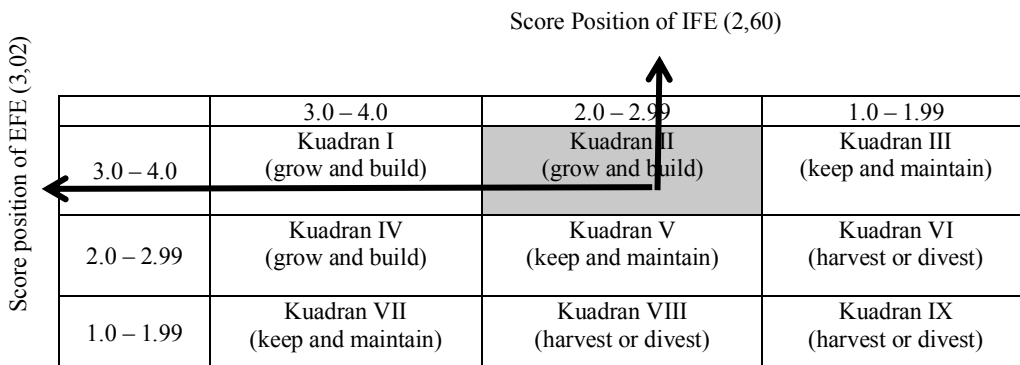 Score Position of IFE (2,60)
Score position of EFE (3,02)
3.0 – 4.0 2.0 – 2.99 1.0 – 1.99
3.0 – 4.0
Kuadran I
(grow and build)
Kuadran II
(grow and build)
Kuadran III
(keep and maintain)
2.0 – 2.99
Kuadran IV
(grow and build)
Kuadran V
(keep and maintain)
Kuadran VI
(harvest or divest)
1.0 – 1.99
Kuadran VII
(keep and maintain)
Kuadran VIII
(harvest or divest)
Kuadran IX
(harvest or divest)